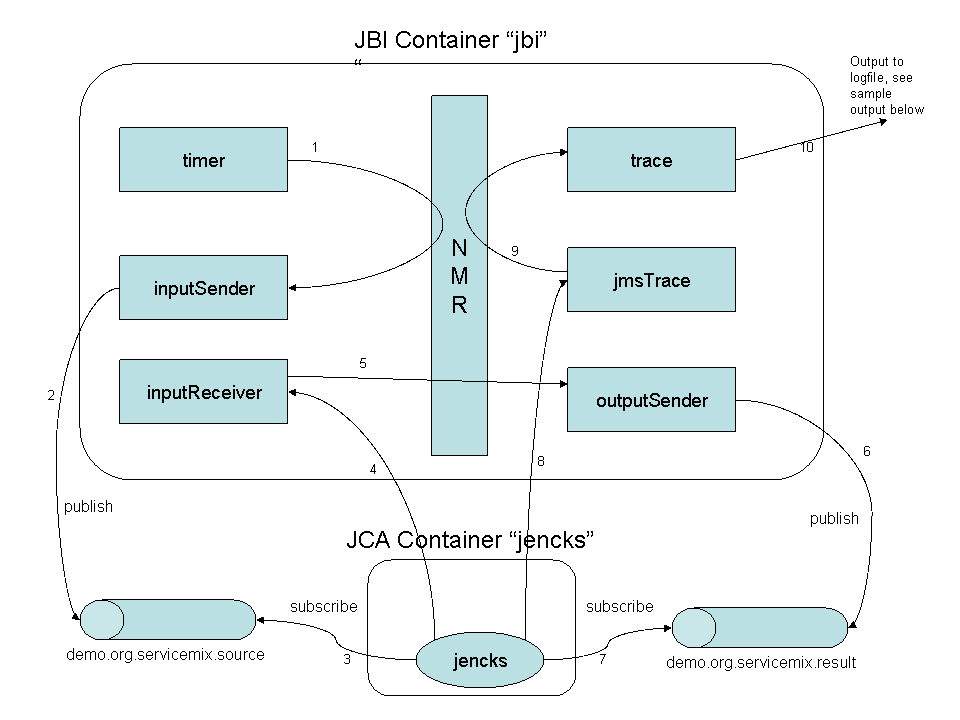 JBI Container “jbi”
“
Output to
logfile, see
sample
output below
timer
1
trace
10
N
M
R
9
inputSender
jmsTrace
5
inputReceiver
2
outputSender
4
8
6
publish
publish
JCA Container “jencks”
subscribe
subscribe
demo.org.servicemix.source
3
jencks
7
demo.org.servicemix.result